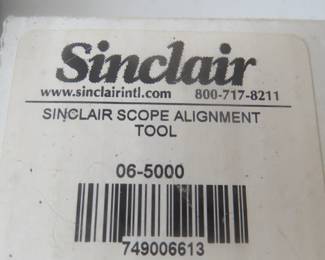 Sinclair
www.sinclairintl.com 800-717-8211
SINCLAIR SCOPE ALIGNMENT
TOOL
06-5000
749006613